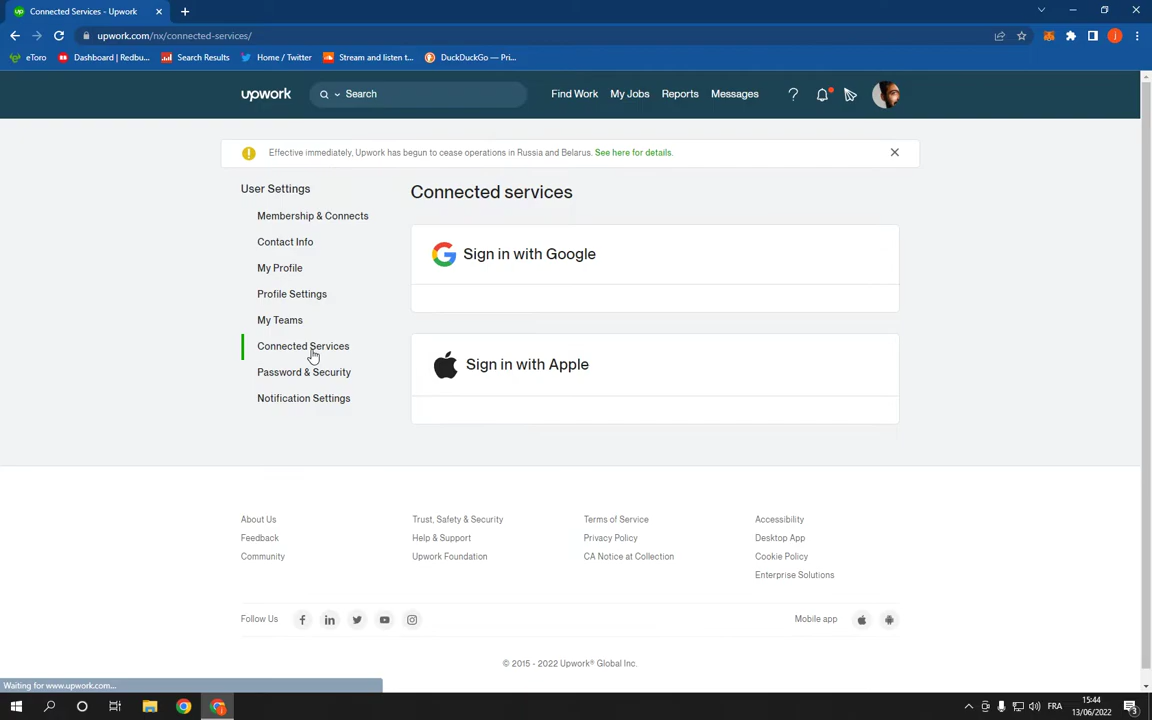 up Connected Services - Upwork
upwork.com/nx/connected-services/
eToro Dashboard | Redbu... Search Results Home / Twitter Stream and listen t... DuckDuckGo — Pri...
upwork Search Find Work My Jobs Reports Messages ?
Effective immediately, Upwork has begun to cease operations in Russia and Belarus. See here for details.
User Settings
Membership & Connects
Contact Info
My Profile
Profile Settings
My Teams
Connected Services
Password & Security
Notification Settings
Connected services
Sign in with Google
Sign in with Apple
About Us
Feedback
Community
Trust, Safety & Security
Help & Support
Upwork Foundation
Terms of Service
Privacy Policy
CA Notice at Collection
Accessibility
Desktop App
Cookie Policy
Enterprise Solutions
Follow Us
Mobile app
© 2015 - 2022 Upwork® Global Inc.
Waiting for www.upwork.com...
FRA
15:44
13/06/2022
3